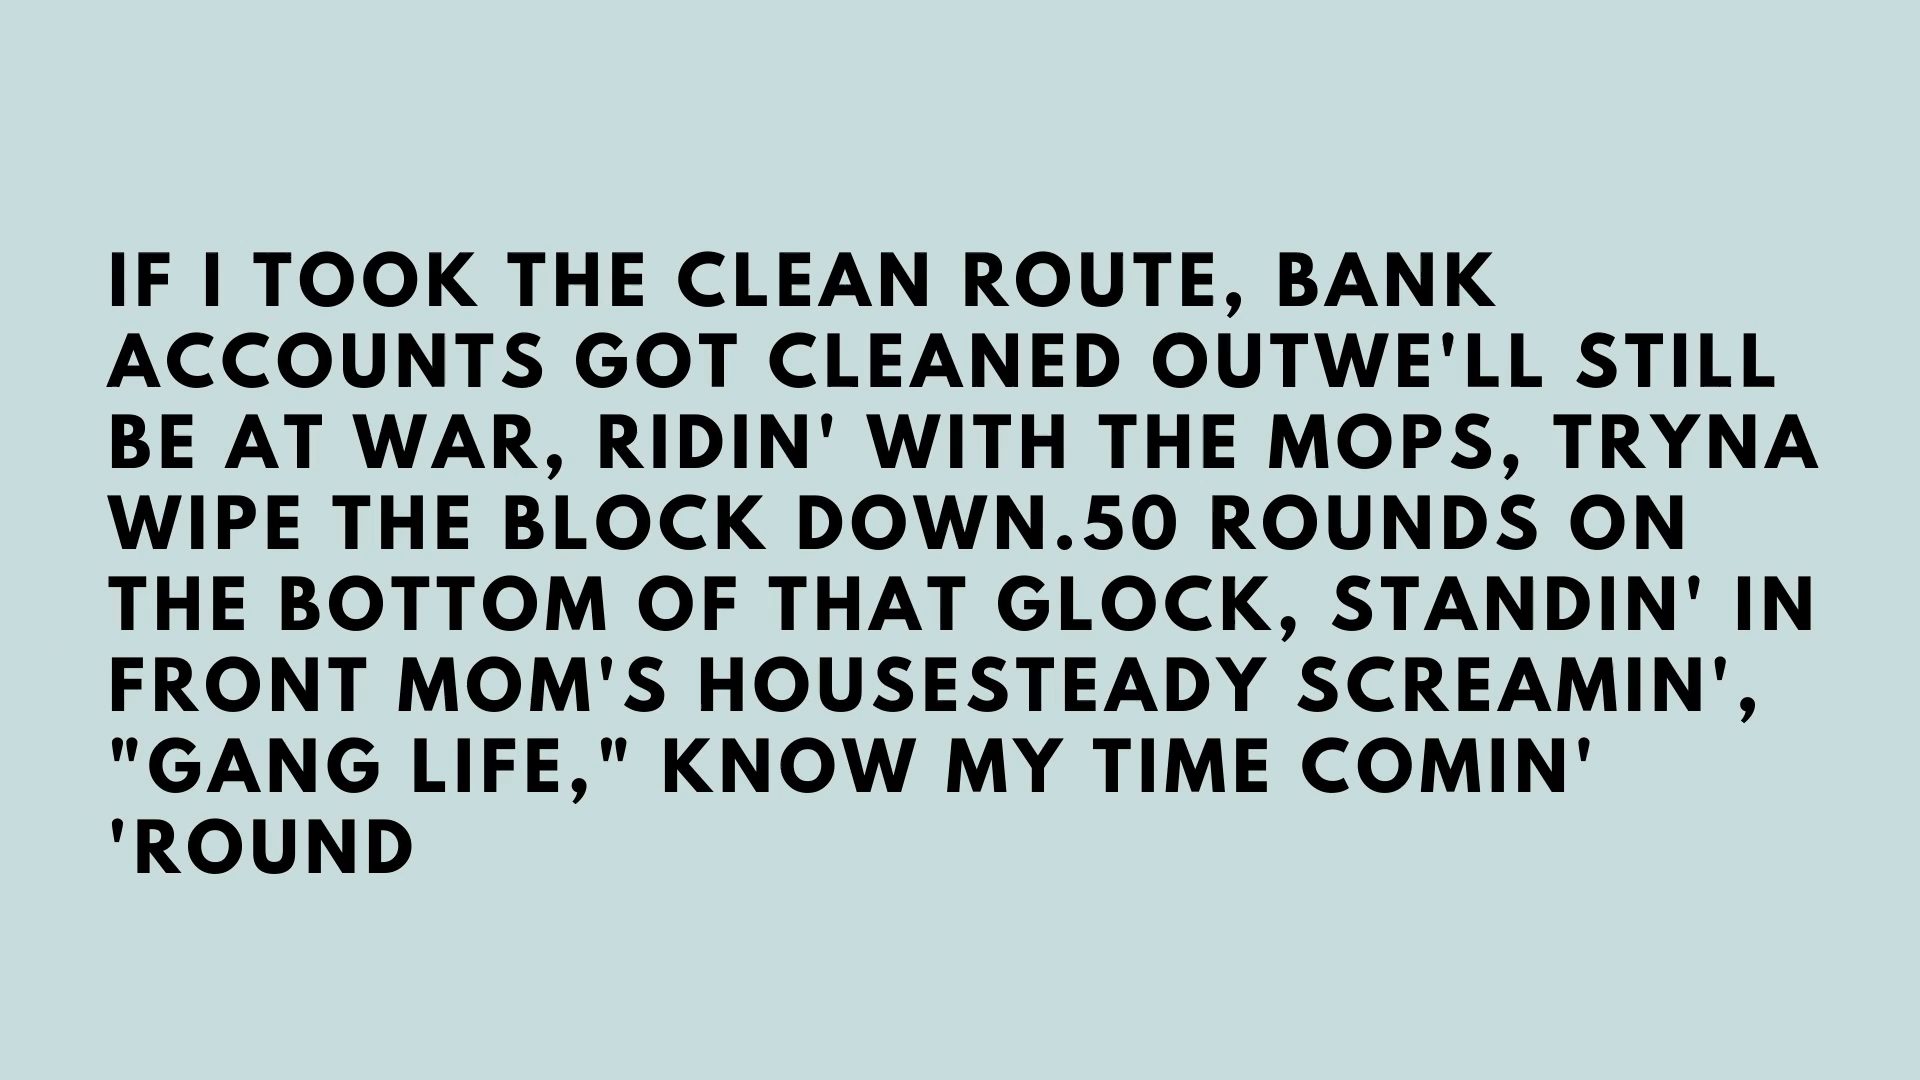 IF I TOOK THE CLEAN ROUTE, BANK
ACCOUNTS GOT CLEANED OUTWE'LL STILL
BE AT WAR, RIDIN' WITH THE MOPS, TRYNA
WIPE THE BLOCK DOWN.50 ROUNDS ON
THE BOTTOM OF THAT GLOCK, STANDIN' IN
FRONT MOM'S HOUSESTEADY SCREAMIN',
"GANG LIFE," KNOW MY TIME COMIN'
'ROUND